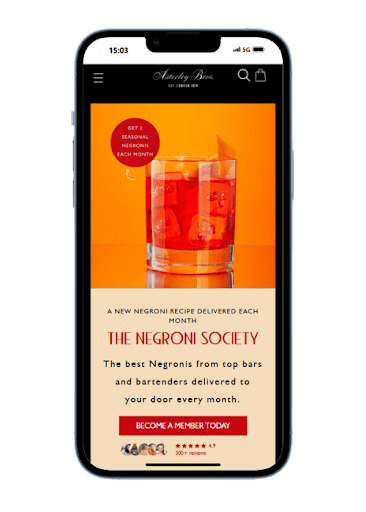 15:03
5G
Asterley Bros.
EST. LONDON 2014
GET 2
SEASONAL
NEGRONIS
EACH MONTH
A NEW NEGRONI RECIPE DELIVERED EACH
MONTH
THE NEGRONI SOCIETY
The best Negronis from top bars
and bartenders delivered to
your door every month.
BECOME A MEMBER TODAY
★★★★★ 4.9
300+ reviews